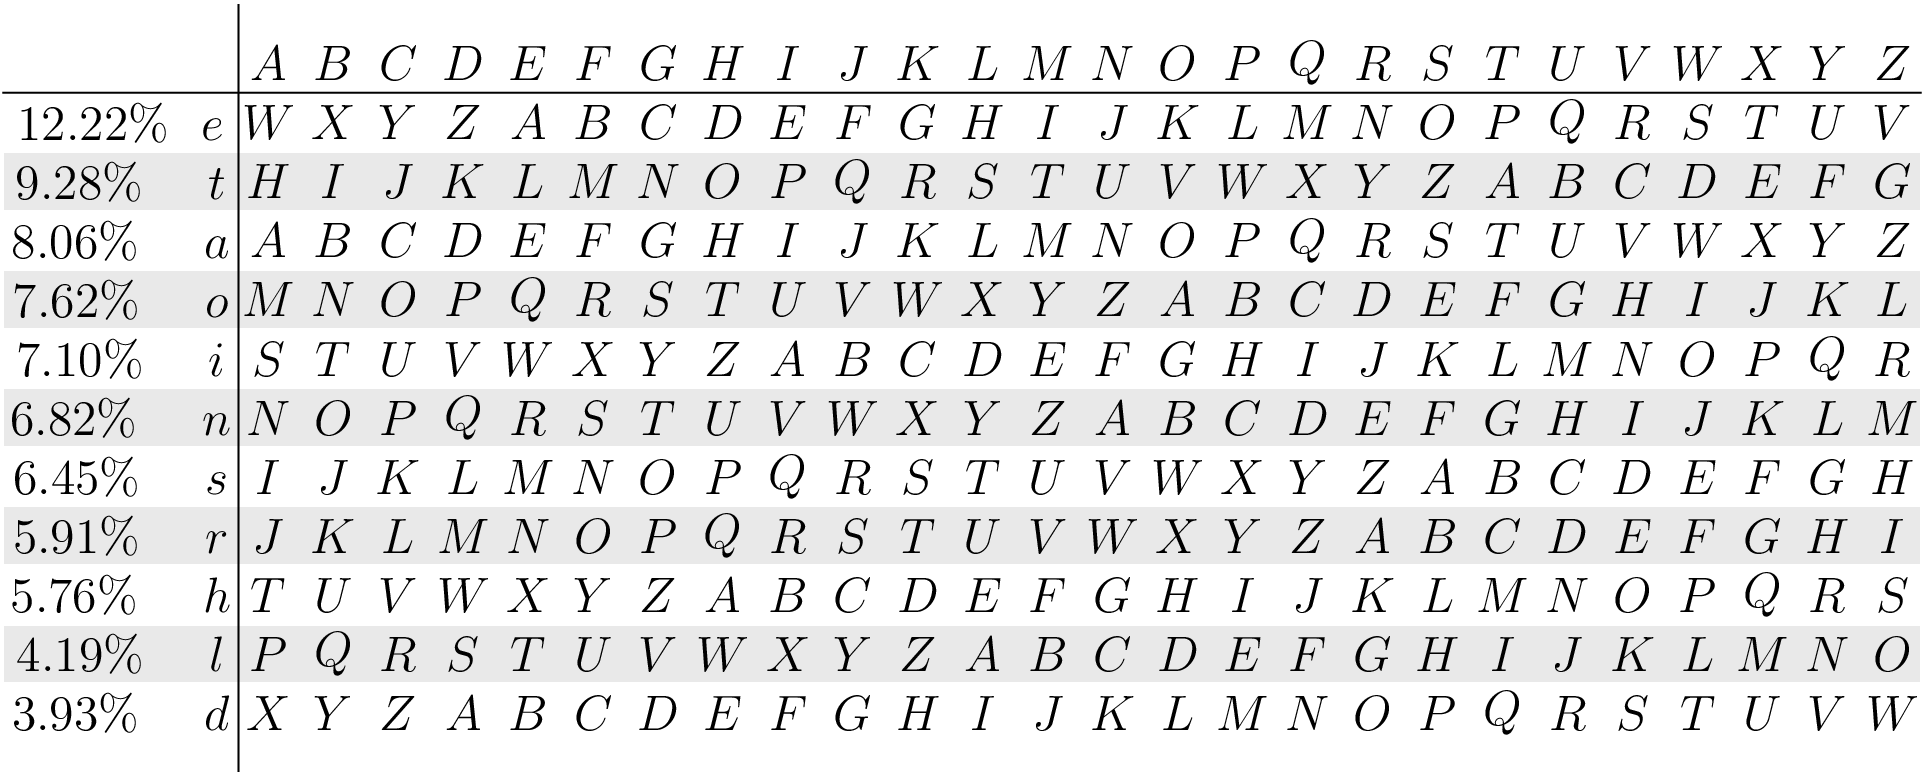 A B C D E F G H I J K L M N O P Q R S T U V W X Y Z
12.22% e W X Y Z A B C D E F G H I J K L M N O P Q R S T U V
9.28% t H I J K L M N O P Q R S T U V W X Y Z A B C D E F G
8.06% a A B C D E F G H I J K L M N O P Q R S T U V W X Y Z
7.62% o M N O P Q R S T U V W X Y Z A B C D E F G H I J K L
7.10% i S T U V W X Y Z A B C D E F G H I J K L M N O P Q R
6.82% n N O P Q R S T U V W X Y Z A B C D E F G H I J K L M
6.45% s I J K L M N O P Q R S T U V W X Y Z A B C D E F G H
5.91% r J K L M N O P Q R S T U V W X Y Z A B C D E F G H I
5.76% h T U V W X Y Z A B C D E F G H I J K L M N O P Q R S
4.19% l P Q R S T U V W X Y Z A B C D E F G H I J K L M N O
3.93% d X Y Z A B C D E F G H I J K L M N O P Q R S T U V W